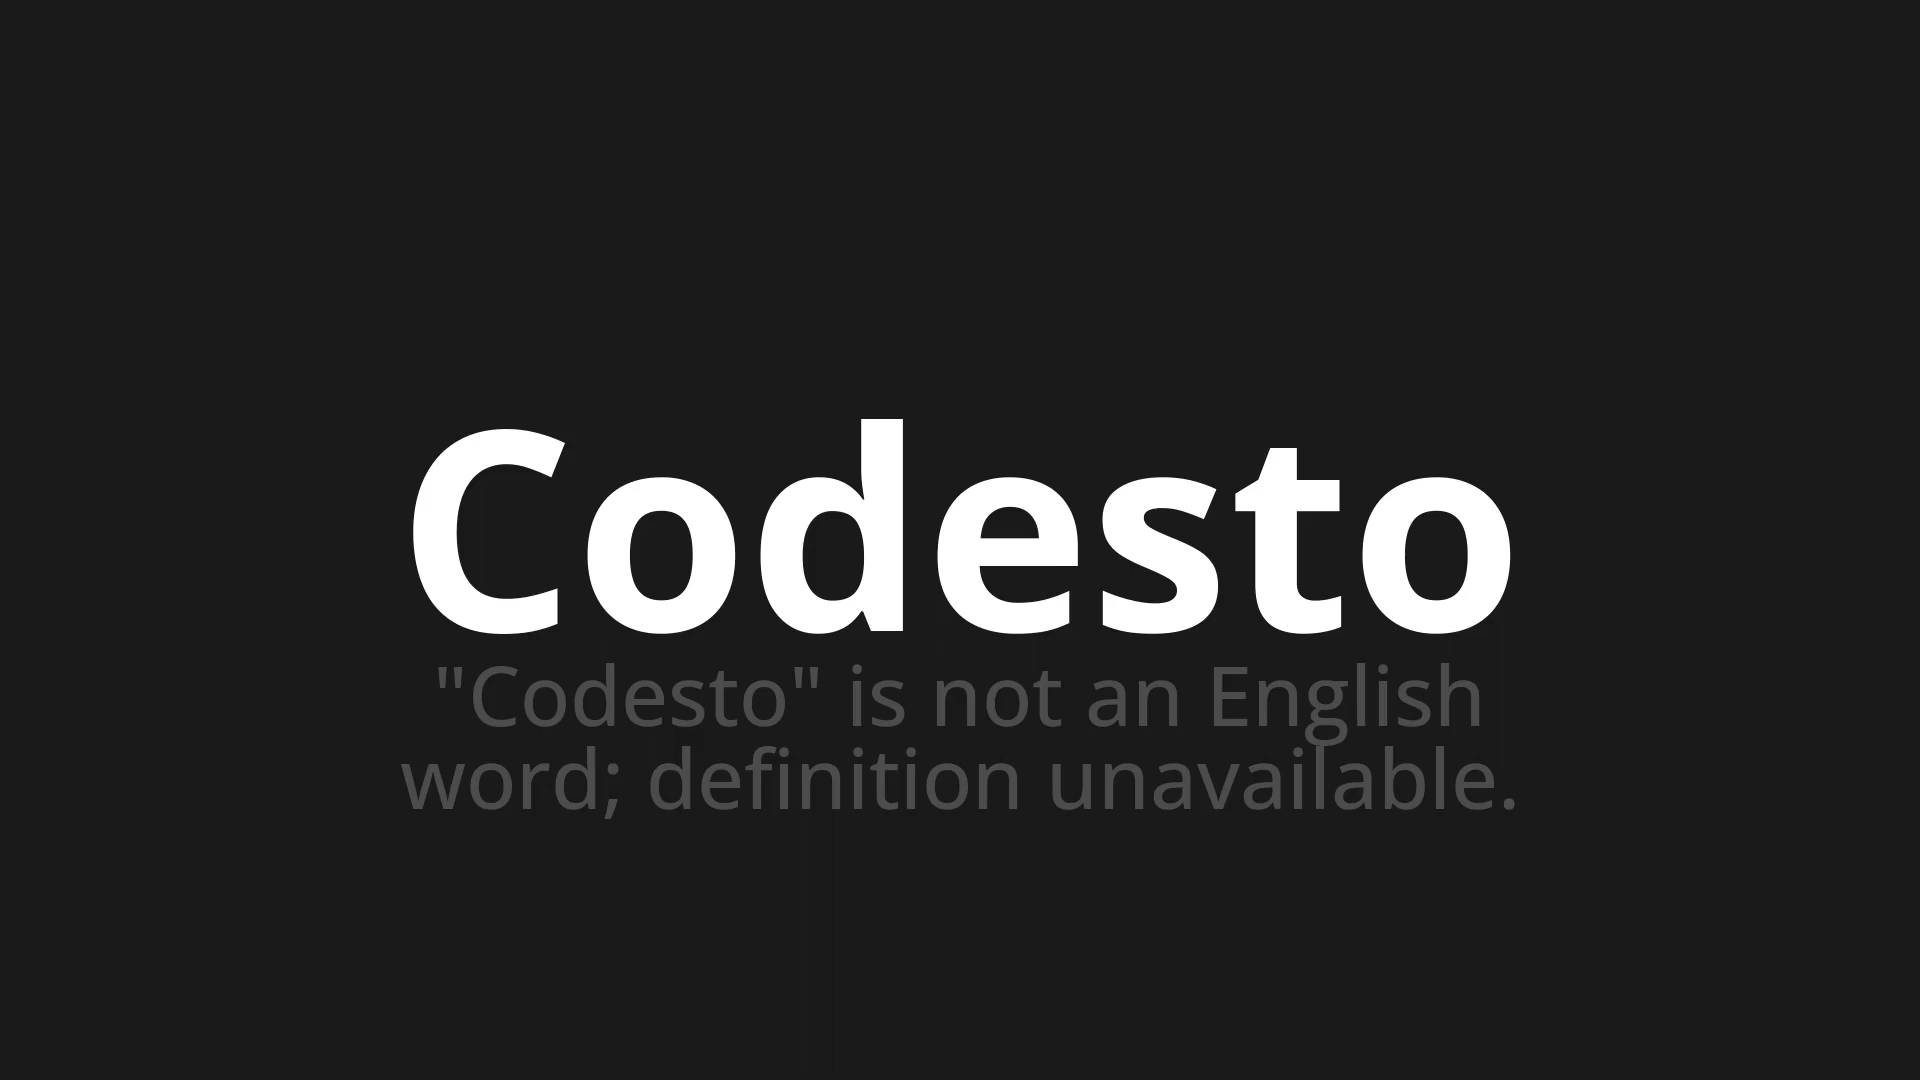 Codesto
"Codesto" is not an English
word; definition unavailable.